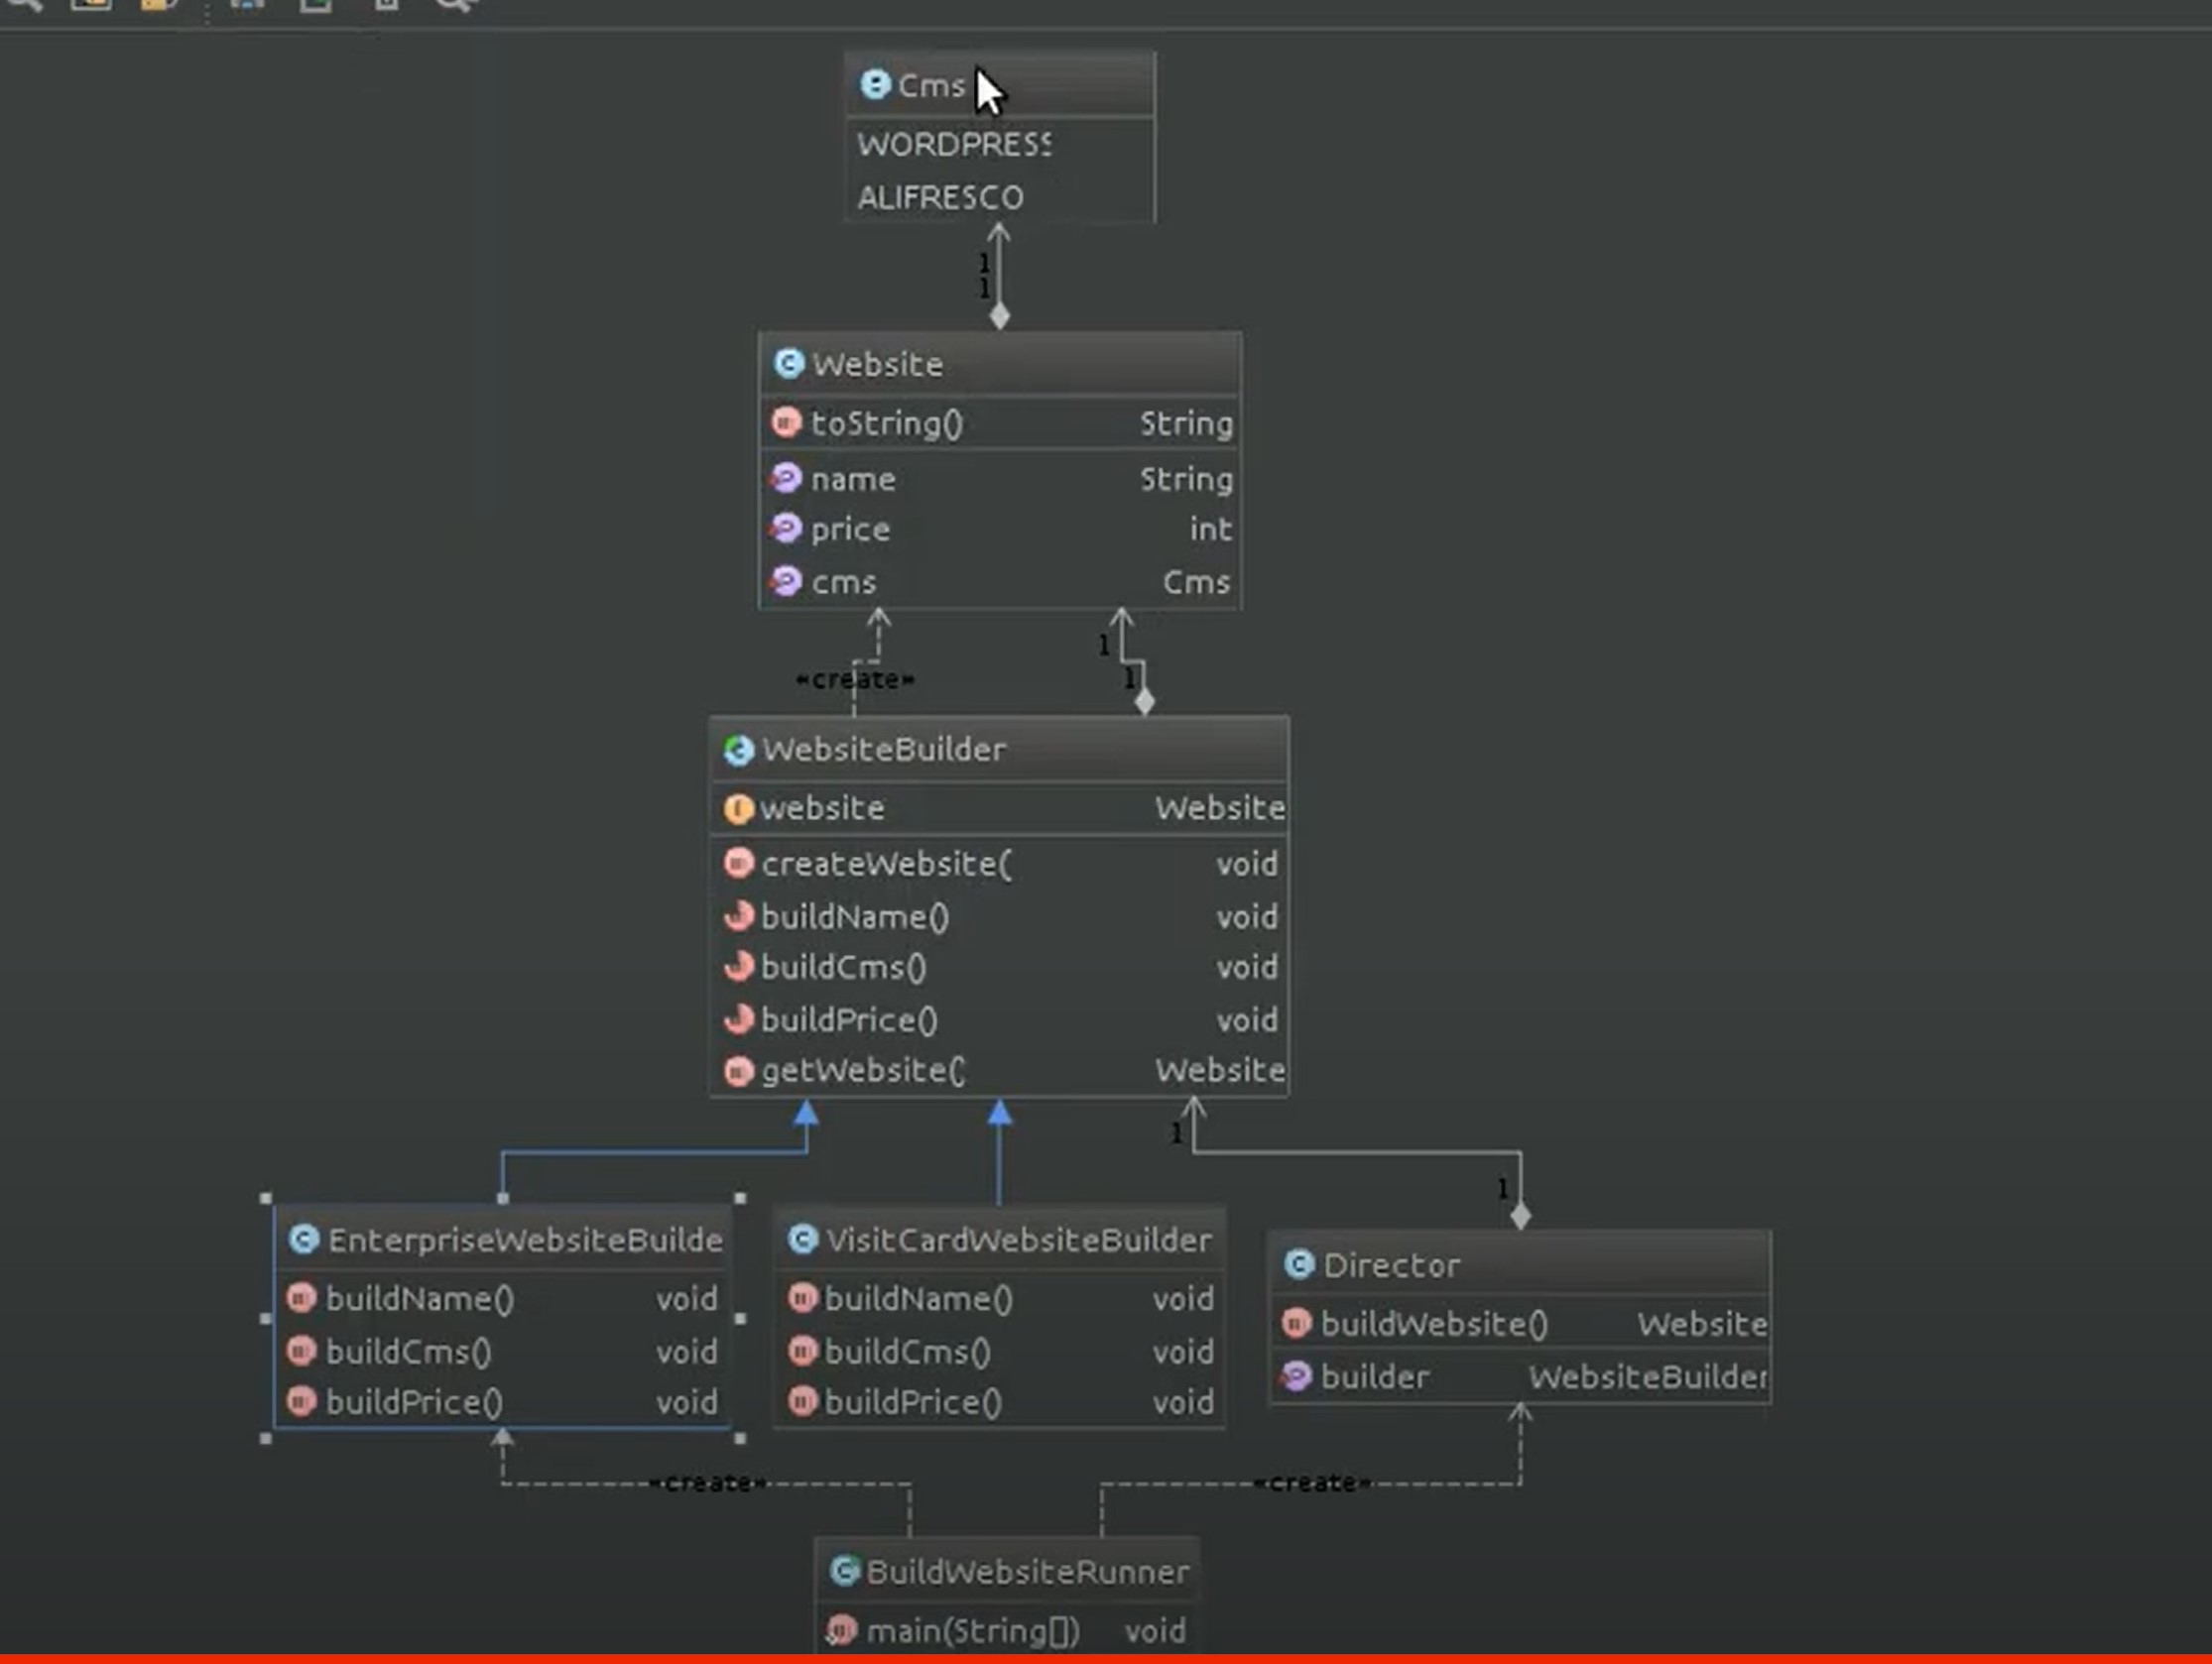 Cms
WORDPRESS
ALIFRESCO
1
1
Website
toString() String
name String
price int
cms Cms
«create»
1
1
WebsiteBuilder
website Website
createWebsite( void
buildName() void
buildCms() void
buildPrice() void
getWebsite() Website
1
1
EnterpriseWebsiteBuilde
buildName() void
buildCms() void
buildPrice() void
VisitCardWebsiteBuilder
buildName() void
buildCms() void
buildPrice() void
Director
buildWebsite() Website
builder WebsiteBuilder
«create»
«create»
BuildWebsiteRunner
main(String[]) void